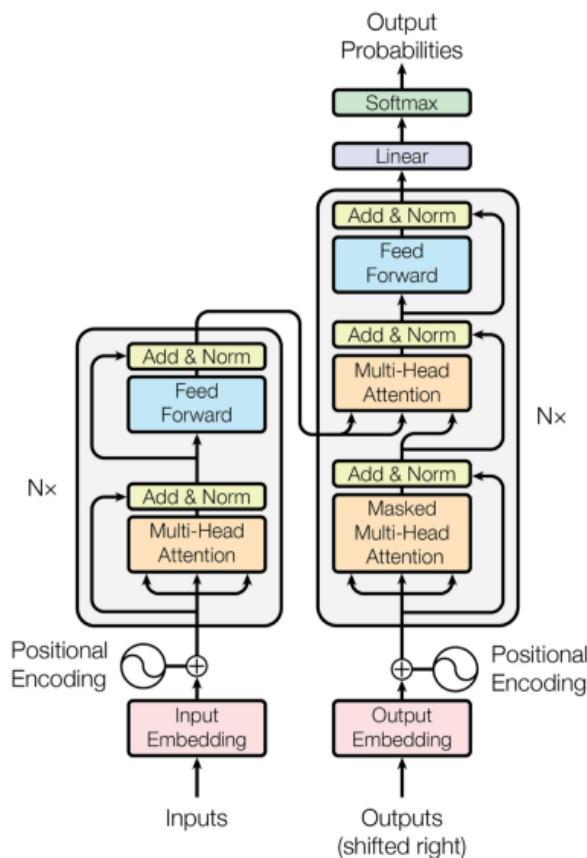 Output
Probabilities
Softmax
Linear
Add & Norm
Feed
Forward
Add & Norm
Multi-Head
Attention
Add & Norm
Masked
Multi-Head
Attention
N×
Add & Norm
Feed
Forward
Add & Norm
Multi-Head
Attention
N×
Positional
Encoding
Positional
Encoding
Input
Embedding
Output
Embedding
Inputs
Outputs
(shifted right)